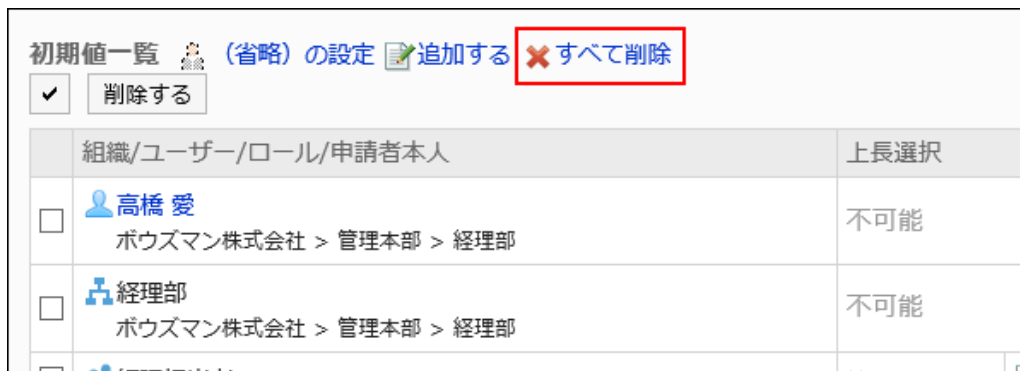 初期値一覧 （省略）の設定 追加する すべて削除
削除する
組織/ユーザー/ロール/申請者本人 上長選択
高橋 愛
ボウズマン株式会社 > 管理本部 > 経理部
不可能
経理部
ボウズマン株式会社 > 管理本部 > 経理部
不可能